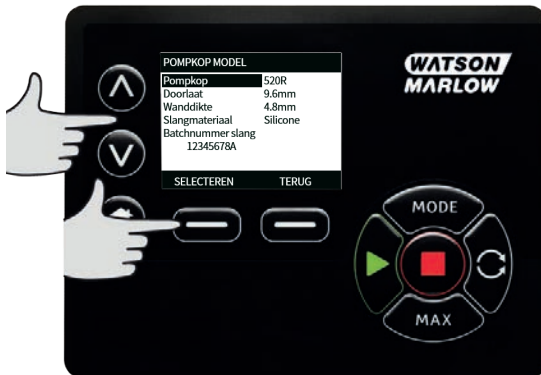 POMPKOP MODEL
Pompkop 520R
Doorlaat 9.6mm
Wanddikte 4.8mm
Slangmateriaal Silicone
Batchnummer slang
12345678A
SELECTEREN TERUG
WATSON
MARLOW
MODE
MAX